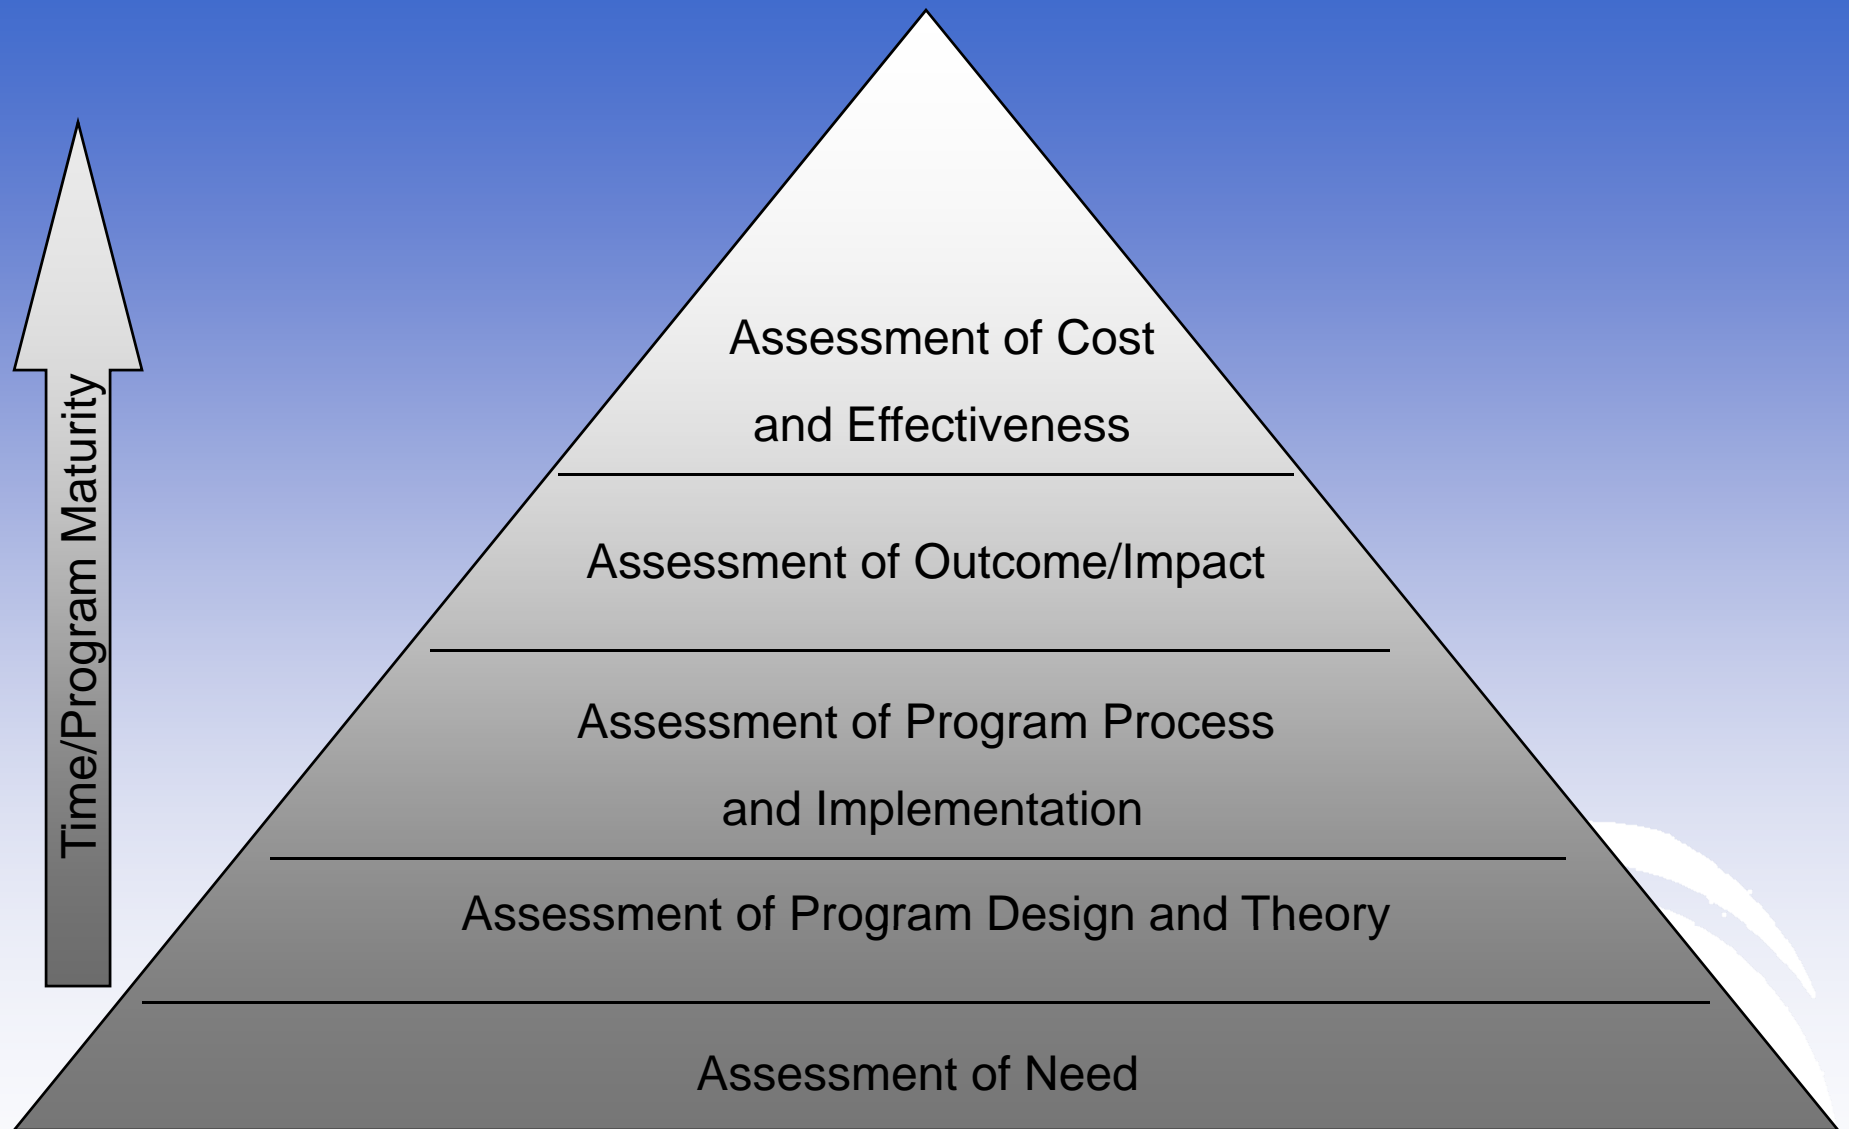 Time/Program Maturity
Assessment of Cost
and Effectiveness
Assessment of Outcome/Impact
Assessment of Program Process
and Implementation
Assessment of Program Design and Theory
Assessment of Need